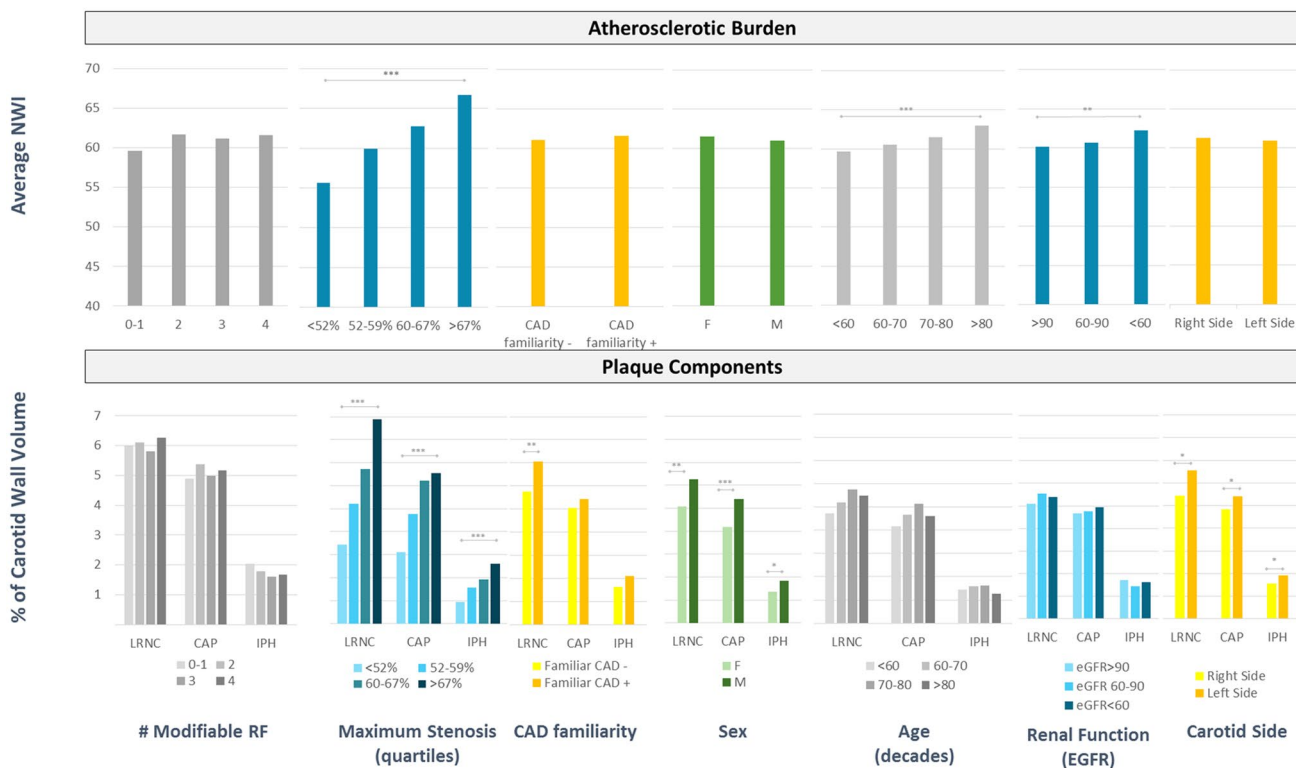 Atherosclerotic Burden
Average NWI
70
65
60
55
50
45
40
***
***
**
0-1 2 3 4
<52% 52-59% 60-67% >67%
CAD familiarity -
CAD familiarity +
F M
<60 60-70 70-80 >80
>90 60-90 <60
Right Side Left Side
Plaque Components
% of Carotid Wall Volume
7
6
5
4
3
2
1
***
***
***
**
**
***
*
*
*
*
LRNC CAP IPH
LRNC CAP IPH
LRNC CAP IPH
LRNC CAP IPH
LRNC CAP IPH
LRNC CAP IPH
LRNC CAP IPH
0-1 2
3 4
<52% 52-59%
60-67% >67%
Familiar CAD -
Familiar CAD +
F
M
<60 60-70
70-80 >80
eGFR>90
eGFR 60-90
eGFR<60
Right Side
Left Side
# Modifiable RF
Maximum Stenosis
(quartiles)
CAD familiarity
Sex
Age
(decades)
Renal Function
(EGFR)
Carotid Side